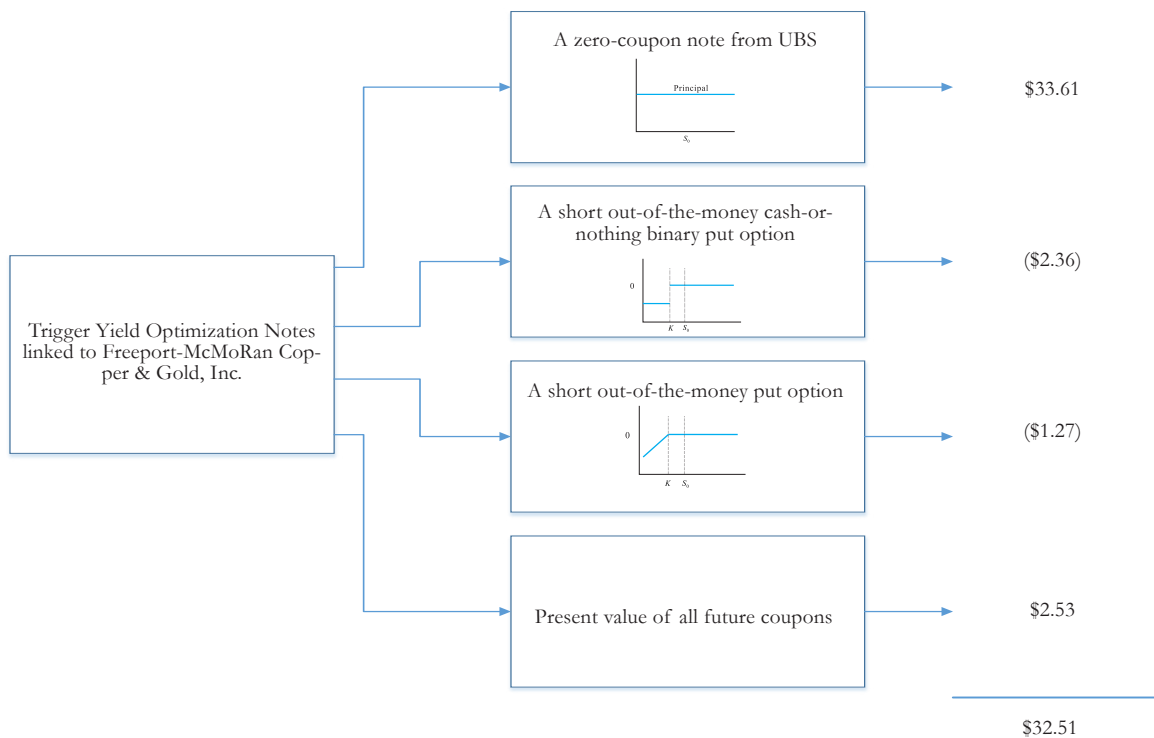 A zero-coupon note from UBS
Principal
S₀
$33.61
A short out-of-the-money cash-or-
nothing binary put option
0
K
S₀
($2.36)
Trigger Yield Optimization Notes
linked to Freeport-McMoRan Cop-
per & Gold, Inc.
A short out-of-the-money put option
0
K
S₀
($1.27)
Present value of all future coupons
$2.53
$32.51